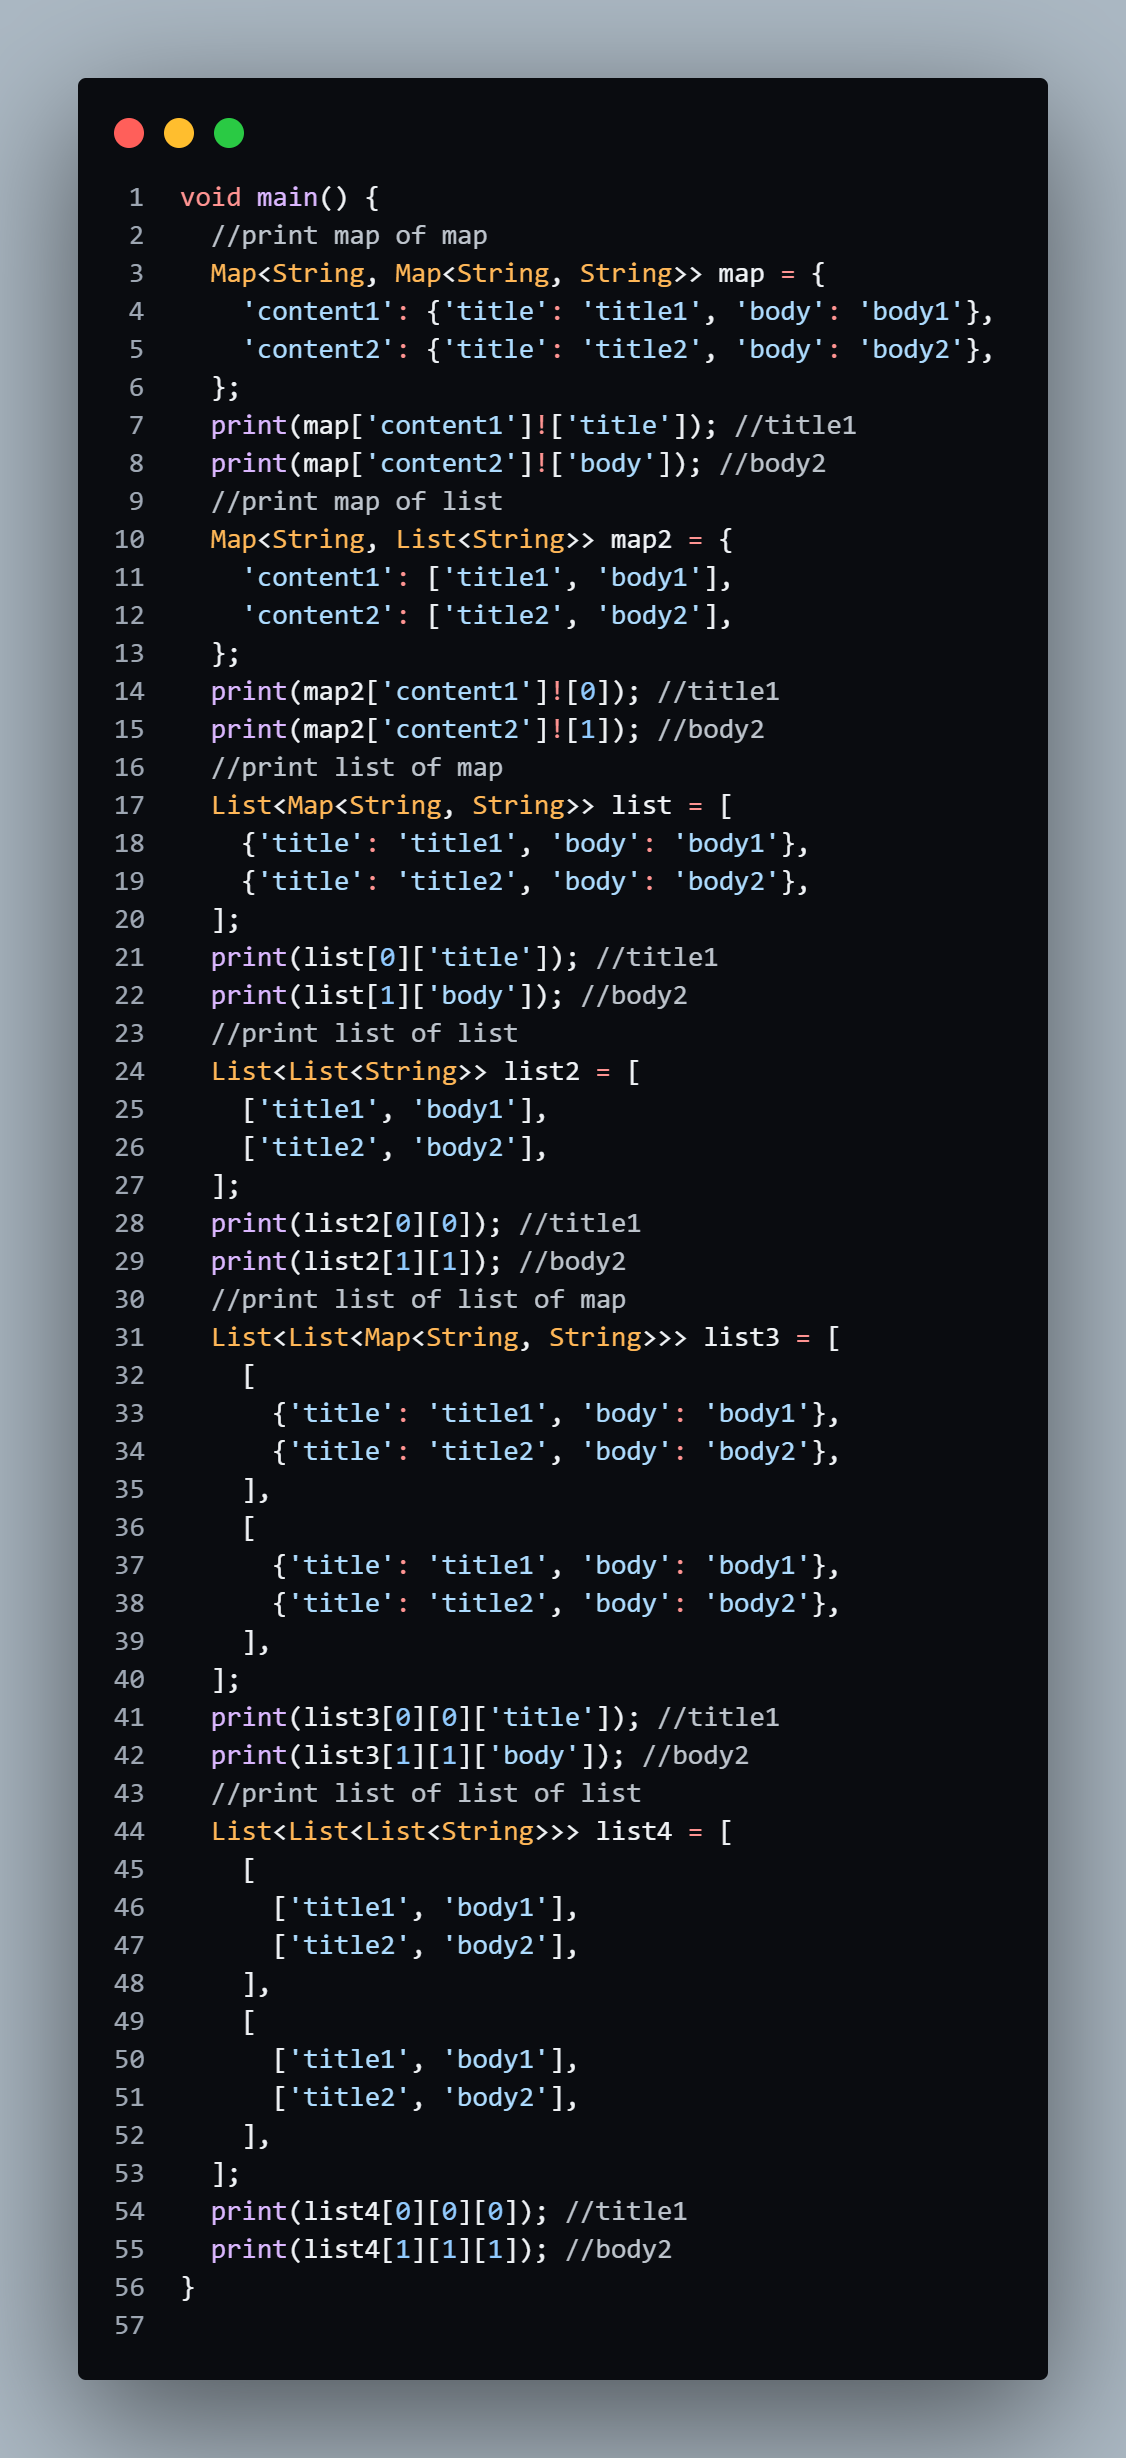 1 void main() {
2   //print map of map
3   Map<String, Map<String, String>> map = {
4     'content1': {'title': 'title1', 'body': 'body1'},
5     'content2': {'title': 'title2', 'body': 'body2'},
6   };
7   print(map['content1']!['title']); //title1
8   print(map['content2']!['body']); //body2
9   //print map of list
10   Map<String, List<String>> map2 = {
11     'content1': ['title1', 'body1'],
12     'content2': ['title2', 'body2'],
13   };
14   print(map2['content1']![0]); //title1
15   print(map2['content2']![1]); //body2
16   //print list of map
17   List<Map<String, String>> list = [
18     {'title': 'title1', 'body': 'body1'},
19     {'title': 'title2', 'body': 'body2'},
20   ];
21   print(list[0]['title']); //title1
22   print(list[1]['body']); //body2
23   //print list of list
24   List<List<String>> list2 = [
25     ['title1', 'body1'],
26     ['title2', 'body2'],
27   ];
28   print(list2[0][0]); //title1
29   print(list2[1][1]); //body2
30   //print list of list of map
31   List<List<Map<String, String>>> list3 = [
32     [
33       {'title': 'title1', 'body': 'body1'},
34       {'title': 'title2', 'body': 'body2'},
35     ],
36     [
37       {'title': 'title1', 'body': 'body1'},
38       {'title': 'title2', 'body': 'body2'},
39     ],
40   ];
41   print(list3[0][0]['title']); //title1
42   print(list3[1][1]['body']); //body2
43   //print list of list of list
44   List<List<List<String>>> list4 = [
45     [
46       ['title1', 'body1'],
47       ['title2', 'body2'],
48     ],
49     [
50       ['title1', 'body1'],
51       ['title2', 'body2'],
52     ],
53   ];
54   print(list4[0][0][0]); //title1
55   print(list4[1][1][1]); //body2
56 }
57